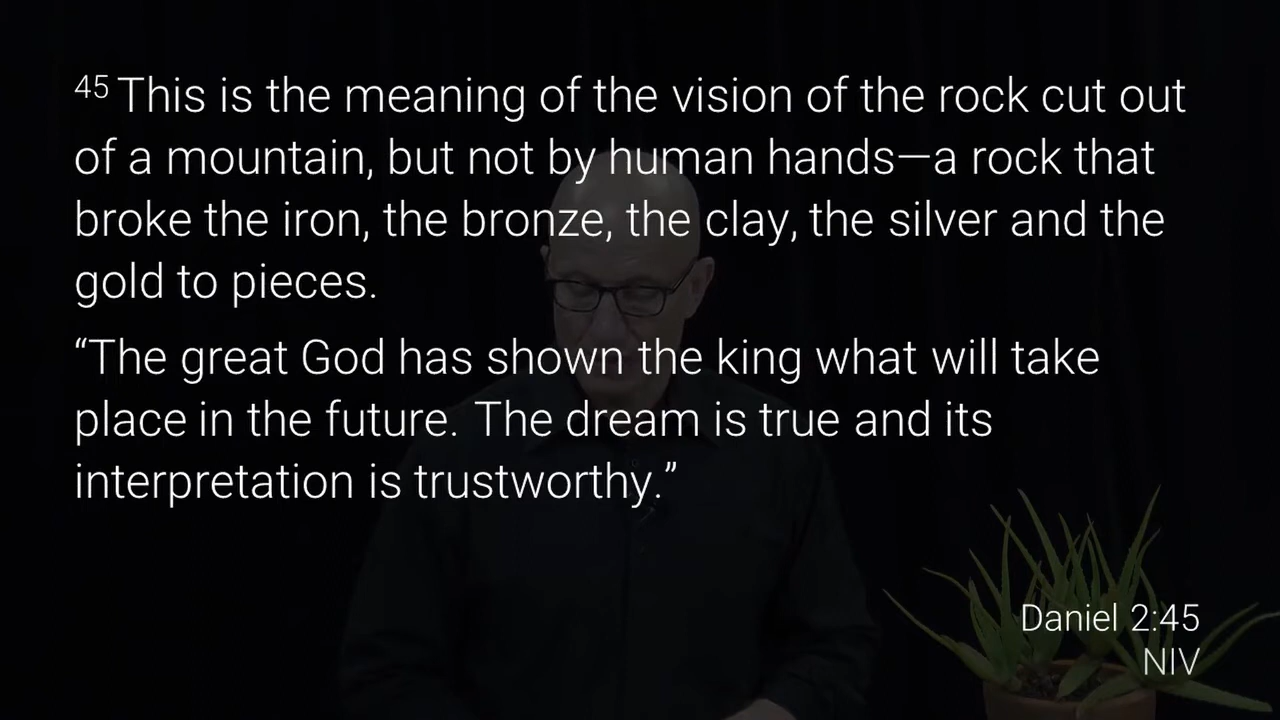 45 This is the meaning of the vision of the rock cut out
of a mountain, but not by human hands—a rock that
broke the iron, the bronze, the clay, the silver and the
gold to pieces.
“The great God has shown the king what will take
place in the future. The dream is true and its
interpretation is trustworthy.”
Daniel 2:45
NIV